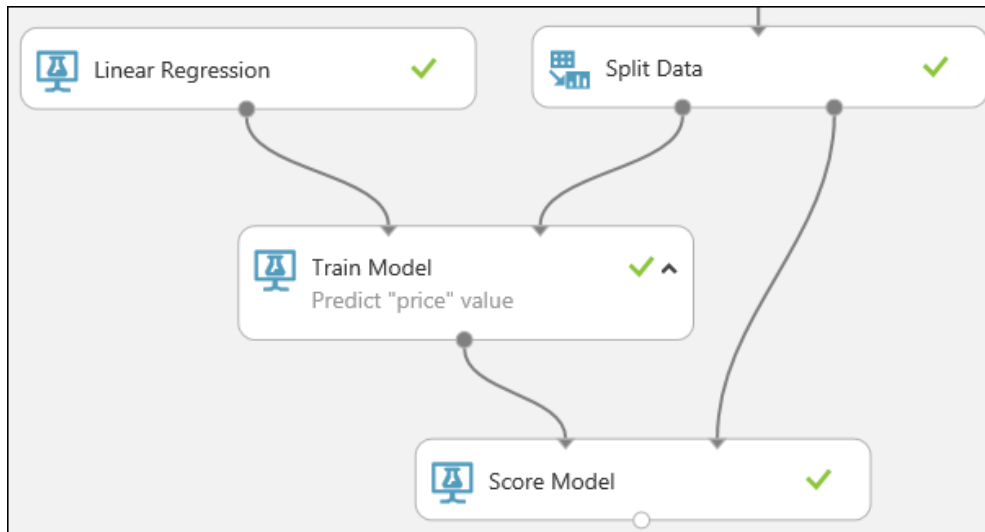 Linear Regression
Split Data
Train Model
Predict "price" value
Score Model